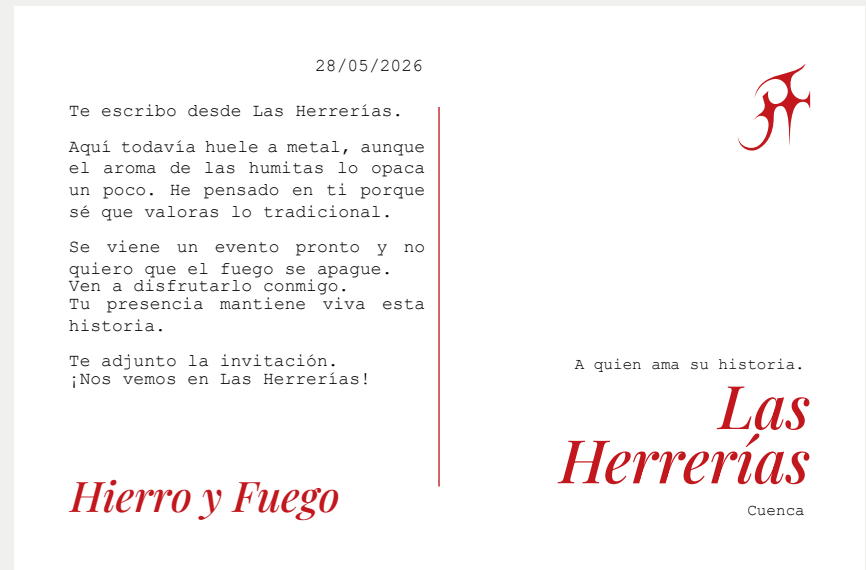 28/05/2026
Te escribo desde Las Herrerías.
Aquí todavía huele a metal, aunque
el aroma de las humitas lo opaca
un poco. He pensado en ti porque
sé que valoras lo tradicional.
Se viene un evento pronto y no
quiero que el fuego se apague.
Ven a disfrutarlo conmigo.
Tu presencia mantiene viva esta
historia.
Te adjunto la invitación.
¡Nos vemos en Las Herrerías!
Hierro y Fuego
A quien ama su historia.
Las
Herrerías
Cuenca